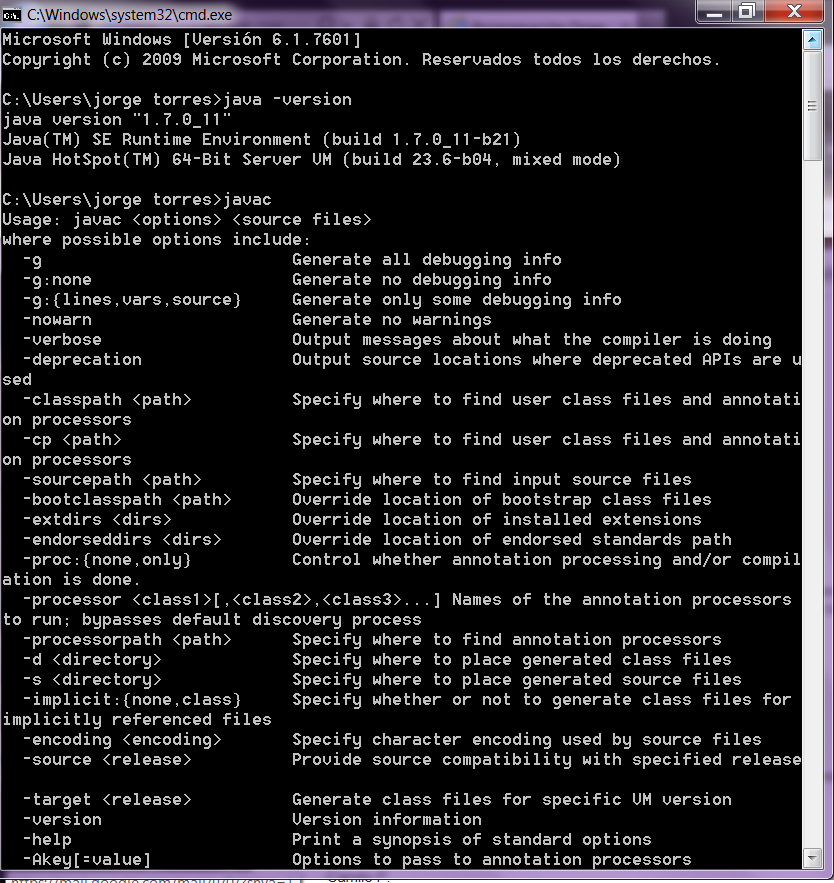 C:\Windows\system32\cmd.exe
Microsoft Windows [Versión 6.1.7601]
Copyright (c) 2009 Microsoft Corporation. Reservados todos los derechos.
C:\Users\jorge torres>java -version
java version "1.7.0_11"
Java(TM) SE Runtime Environment (build 1.7.0_11-b21)
Java HotSpot(TM) 64-Bit Server VM (build 23.6-b04, mixed mode)
C:\Users\jorge torres>javac
Usage: javac <options> <source files>
where possible options include:
  -g                         Generate all debugging info
  -g:none                    Generate no debugging info
  -g:{lines,vars,source}     Generate only some debugging info
  -nowarn                    Generate no warnings
  -verbose                   Output messages about what the compiler is doing
  -deprecation               Output source locations where deprecated APIs are u
sed
  -classpath <path>          Specify where to find user class files and annotati
on processors
  -cp <path>                 Specify where to find user class files and annotati
on processors
  -sourcepath <path>         Specify where to find input source files
  -bootclasspath <path>      Override location of bootstrap class files
  -extdirs <dirs>            Override location of installed extensions
  -endorseddirs <dirs>       Override location of endorsed standards path
  -proc:{none,only}          Control whether annotation processing and/or compil
ation is done.
  -processor <class1>[,<class2>,<class3>...] Names of the annotation processors
to run; bypasses default discovery process
  -processorpath <path>      Specify where to find annotation processors
  -d <directory>             Specify where to place generated class files
  -s <directory>             Specify where to place generated source files
  -implicit:{none,class}     Specify whether or not to generate class files for
implicitly referenced files
  -encoding <encoding>       Specify character encoding used by source files
  -source <release>          Provide source compatibility with specified release
  -target <release>          Generate class files for specific VM version
  -version                   Version information
  -help                      Print a synopsis of standard options
  -Akey[=value]              Options to pass to annotation processors